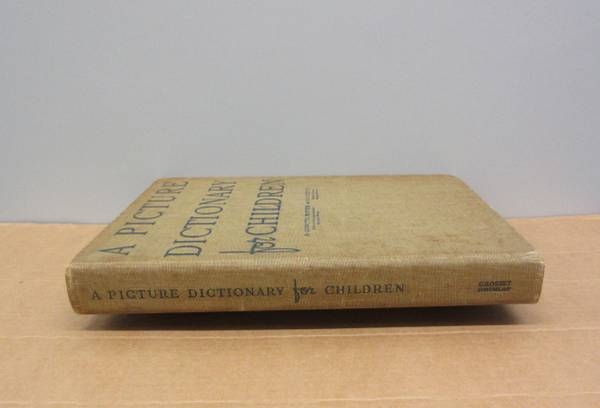 A PICTURE
DICTIONARY
for CHILDREN
A PICTURE DICTIONARY for CHILDREN
GROSSET
DUNLAP